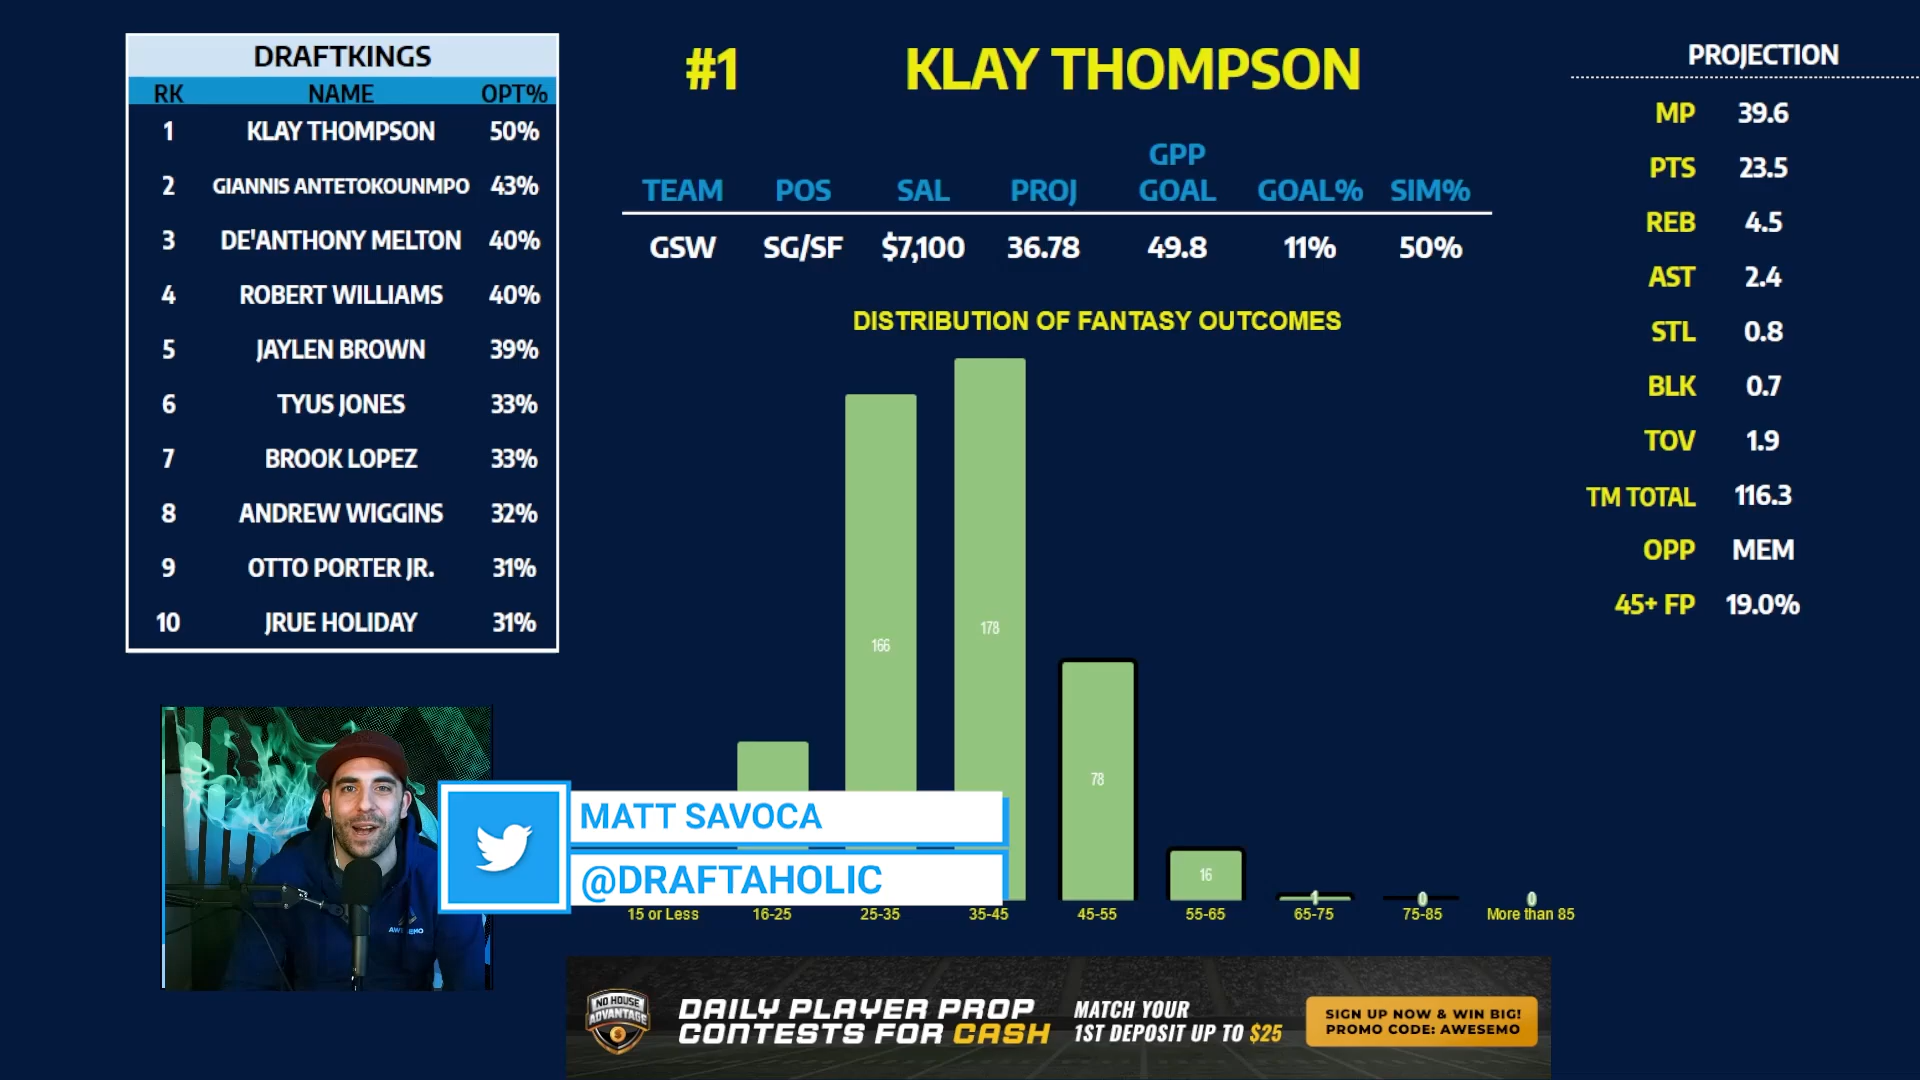 DRAFTKINGS
RK NAME OPT%
1 KLAY THOMPSON 50%
2 GIANNIS ANTETOKOUNMPO 43%
3 DE'ANTHONY MELTON 40%
4 ROBERT WILLIAMS 40%
5 JAYLEN BROWN 39%
6 TYUS JONES 33%
7 BROOK LOPEZ 33%
8 ANDREW WIGGINS 32%
9 OTTO PORTER JR. 31%
10 JRUE HOLIDAY 31%
#1 KLAY THOMPSON
TEAM POS SAL PROJ GPP GOAL GOAL% SIM%
GSW SG/SF $7,100 36.78 49.8 11% 50%
DISTRIBUTION OF FANTASY OUTCOMES
166
178
78
16
1
0
0
15 or Less 16-25 25-35 35-45 45-55 55-65 65-75 75-85 More than 85
PROJECTION
MP 39.6
PTS 23.5
REB 4.5
AST 2.4
STL 0.8
BLK 0.7
TOV 1.9
TM TOTAL 116.3
OPP MEM
45+ FP 19.0%
MATT SAVOCA
@DRAFTAHOLIC
NO HOUSE
ADVANTAGE
DAILY PLAYER PROP
CONTESTS FOR CASH
MATCH YOUR
1ST DEPOSIT UP TO $25
SIGN UP NOW & WIN BIG!
PROMO CODE: AWESEMO